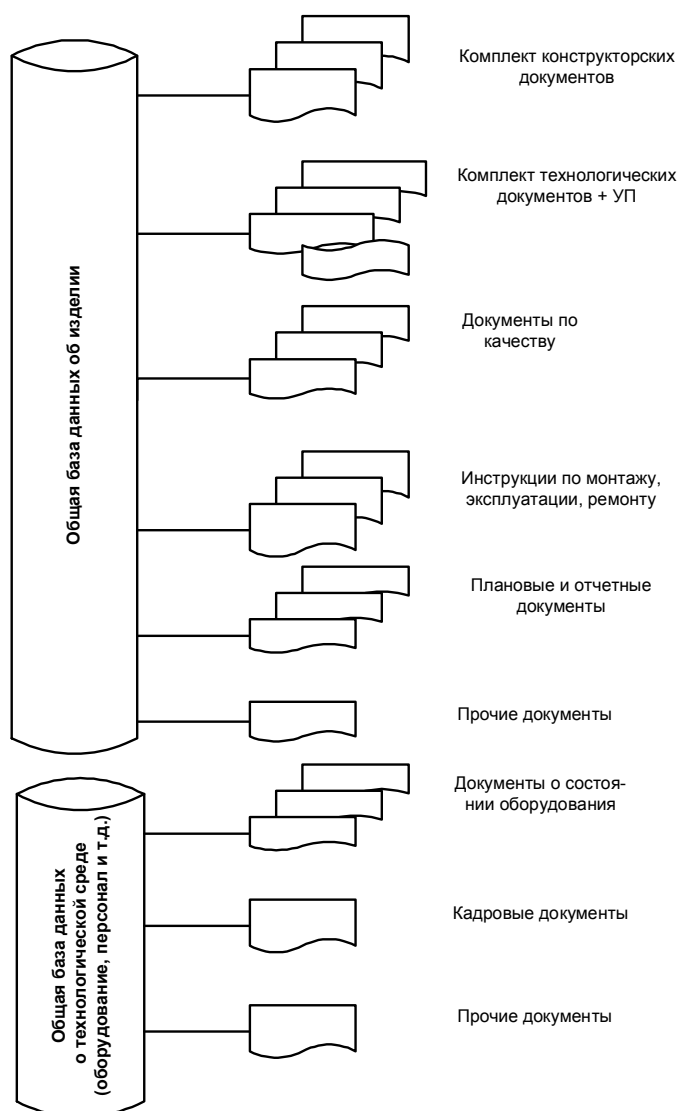 Общая база данных об изделии
Комплект конструкторских
документов
Комплект технологических
документов + УП
Документы по
качеству
Инструкции по монтажу,
эксплуатации, ремонту
Плановые и отчетные
документы
Прочие документы
Общая база данных
о технологической среде
(оборудование, персонал и т.д.)
Документы о состоя-
нии оборудования
Кадровые документы
Прочие документы